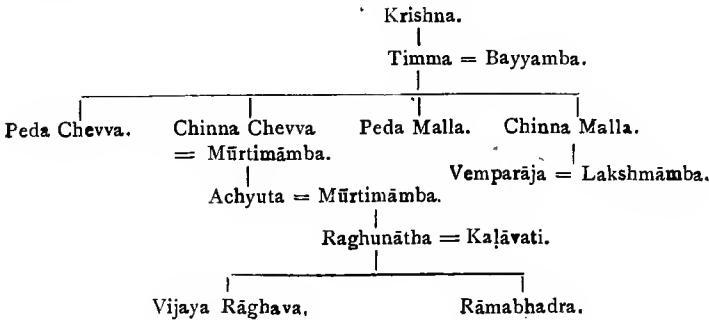 Krishna.
Timma = Bayyamba.
Peda Chevva. Chinna Chevva Peda Malla. Chinna Malla.
= Mūrtimāmba.
Vemparāja = Lakshmāmba.
Achyuta = Mūrtimāmba.
Raghunātha = Kaḷāvati.
Vijaya Rāghava. Rāmabhadra.